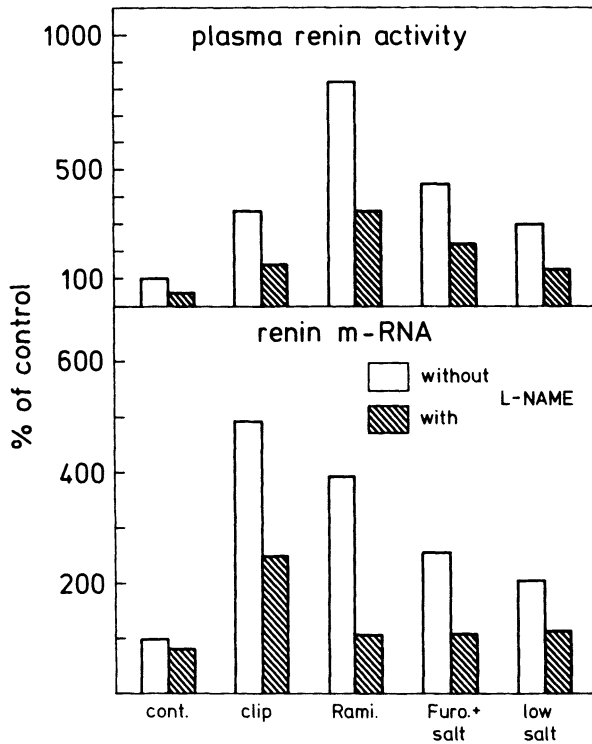 plasma renin activity
1000
500
100
% of control
renin m-RNA
without
L-NAME
with
600
400
200
cont.
clip
Rami.
Furo.+
salt
low
salt